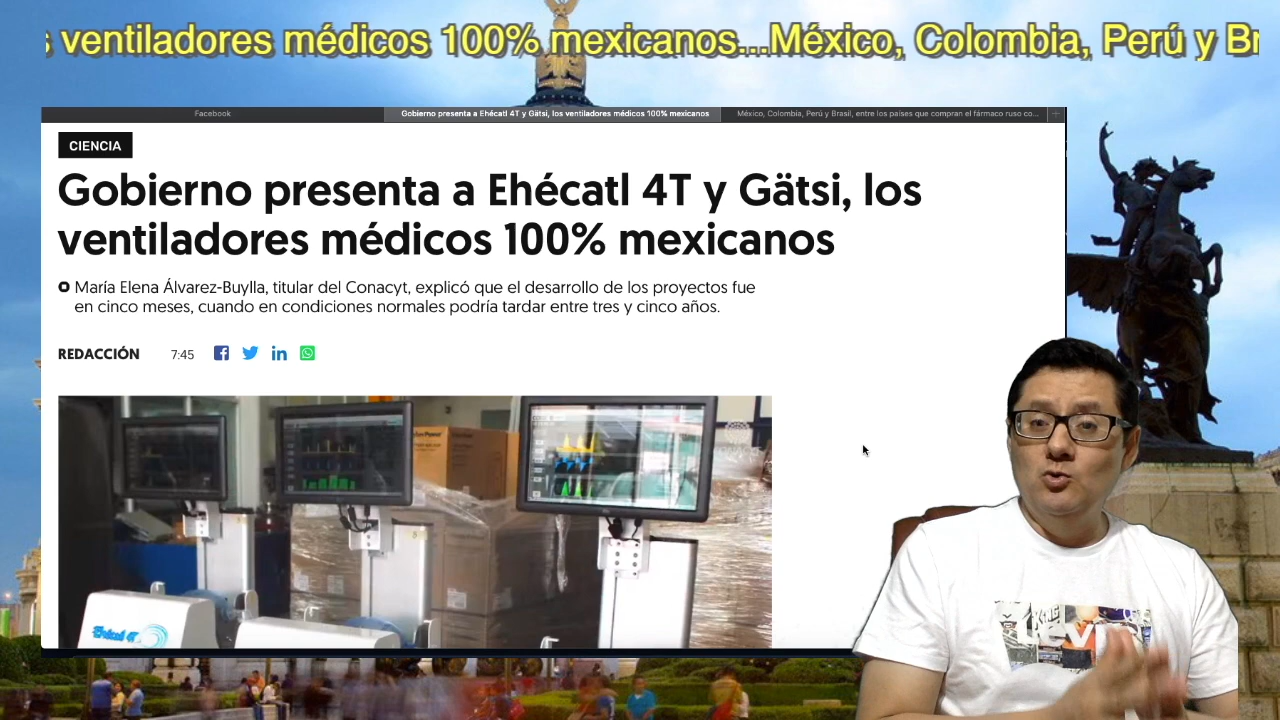 ventiladores médicos 100% mexicanos...México, Colombia, Perú y Br
Facebook
Gobierno presenta a Ehécatl 4T y Gätsi, los ventiladores médicos 100% mexicanos
México, Colombia, Perú y Brasil, entre los países que compran el fármaco ruso co...
CIENCIA
Gobierno presenta a Ehécatl 4T y Gätsi, los
ventiladores médicos 100% mexicanos
María Elena Álvarez-Buylla, titular del Conacyt, explicó que el desarrollo de los proyectos fue
en cinco meses, cuando en condiciones normales podría tardar entre tres y cinco años.
REDACCIÓN 7:45
Ehécatl 4T
Levi's